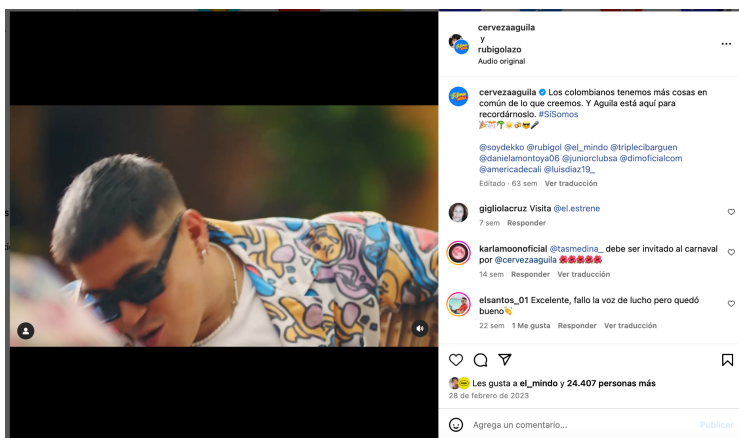 cervezaaguila
y
rubigolazo
Audio original
cervezaaguila Los colombianos tenemos más cosas en
común de lo que creemos. Y Aguila está aquí para
recordárnoslo. #SíSomos
@soydekko @rubigol @el_mindo @triplecibarguen
@danielamontoya06 @juniorclubsa @dimoficialcom
@americadecali @luisdiaz19_
Editado · 63 sem Ver traducción
gigliolacruz Visita @el.estrene
7 sem Responder
karlamoonoficial @tasmedina_ debe ser invitado al carnaval
por @cervezaaguila 🌺🌺🌺🌺🌺
14 sem Responder Ver traducción
elsantos_01 Excelente, fallo la voz de lucho pero quedó
bueno👏
22 sem 1 Me gusta Responder Ver traducción
Les gusta a el_mindo y 24.407 personas más
28 de febrero de 2023
Agrega un comentario...
Publicar